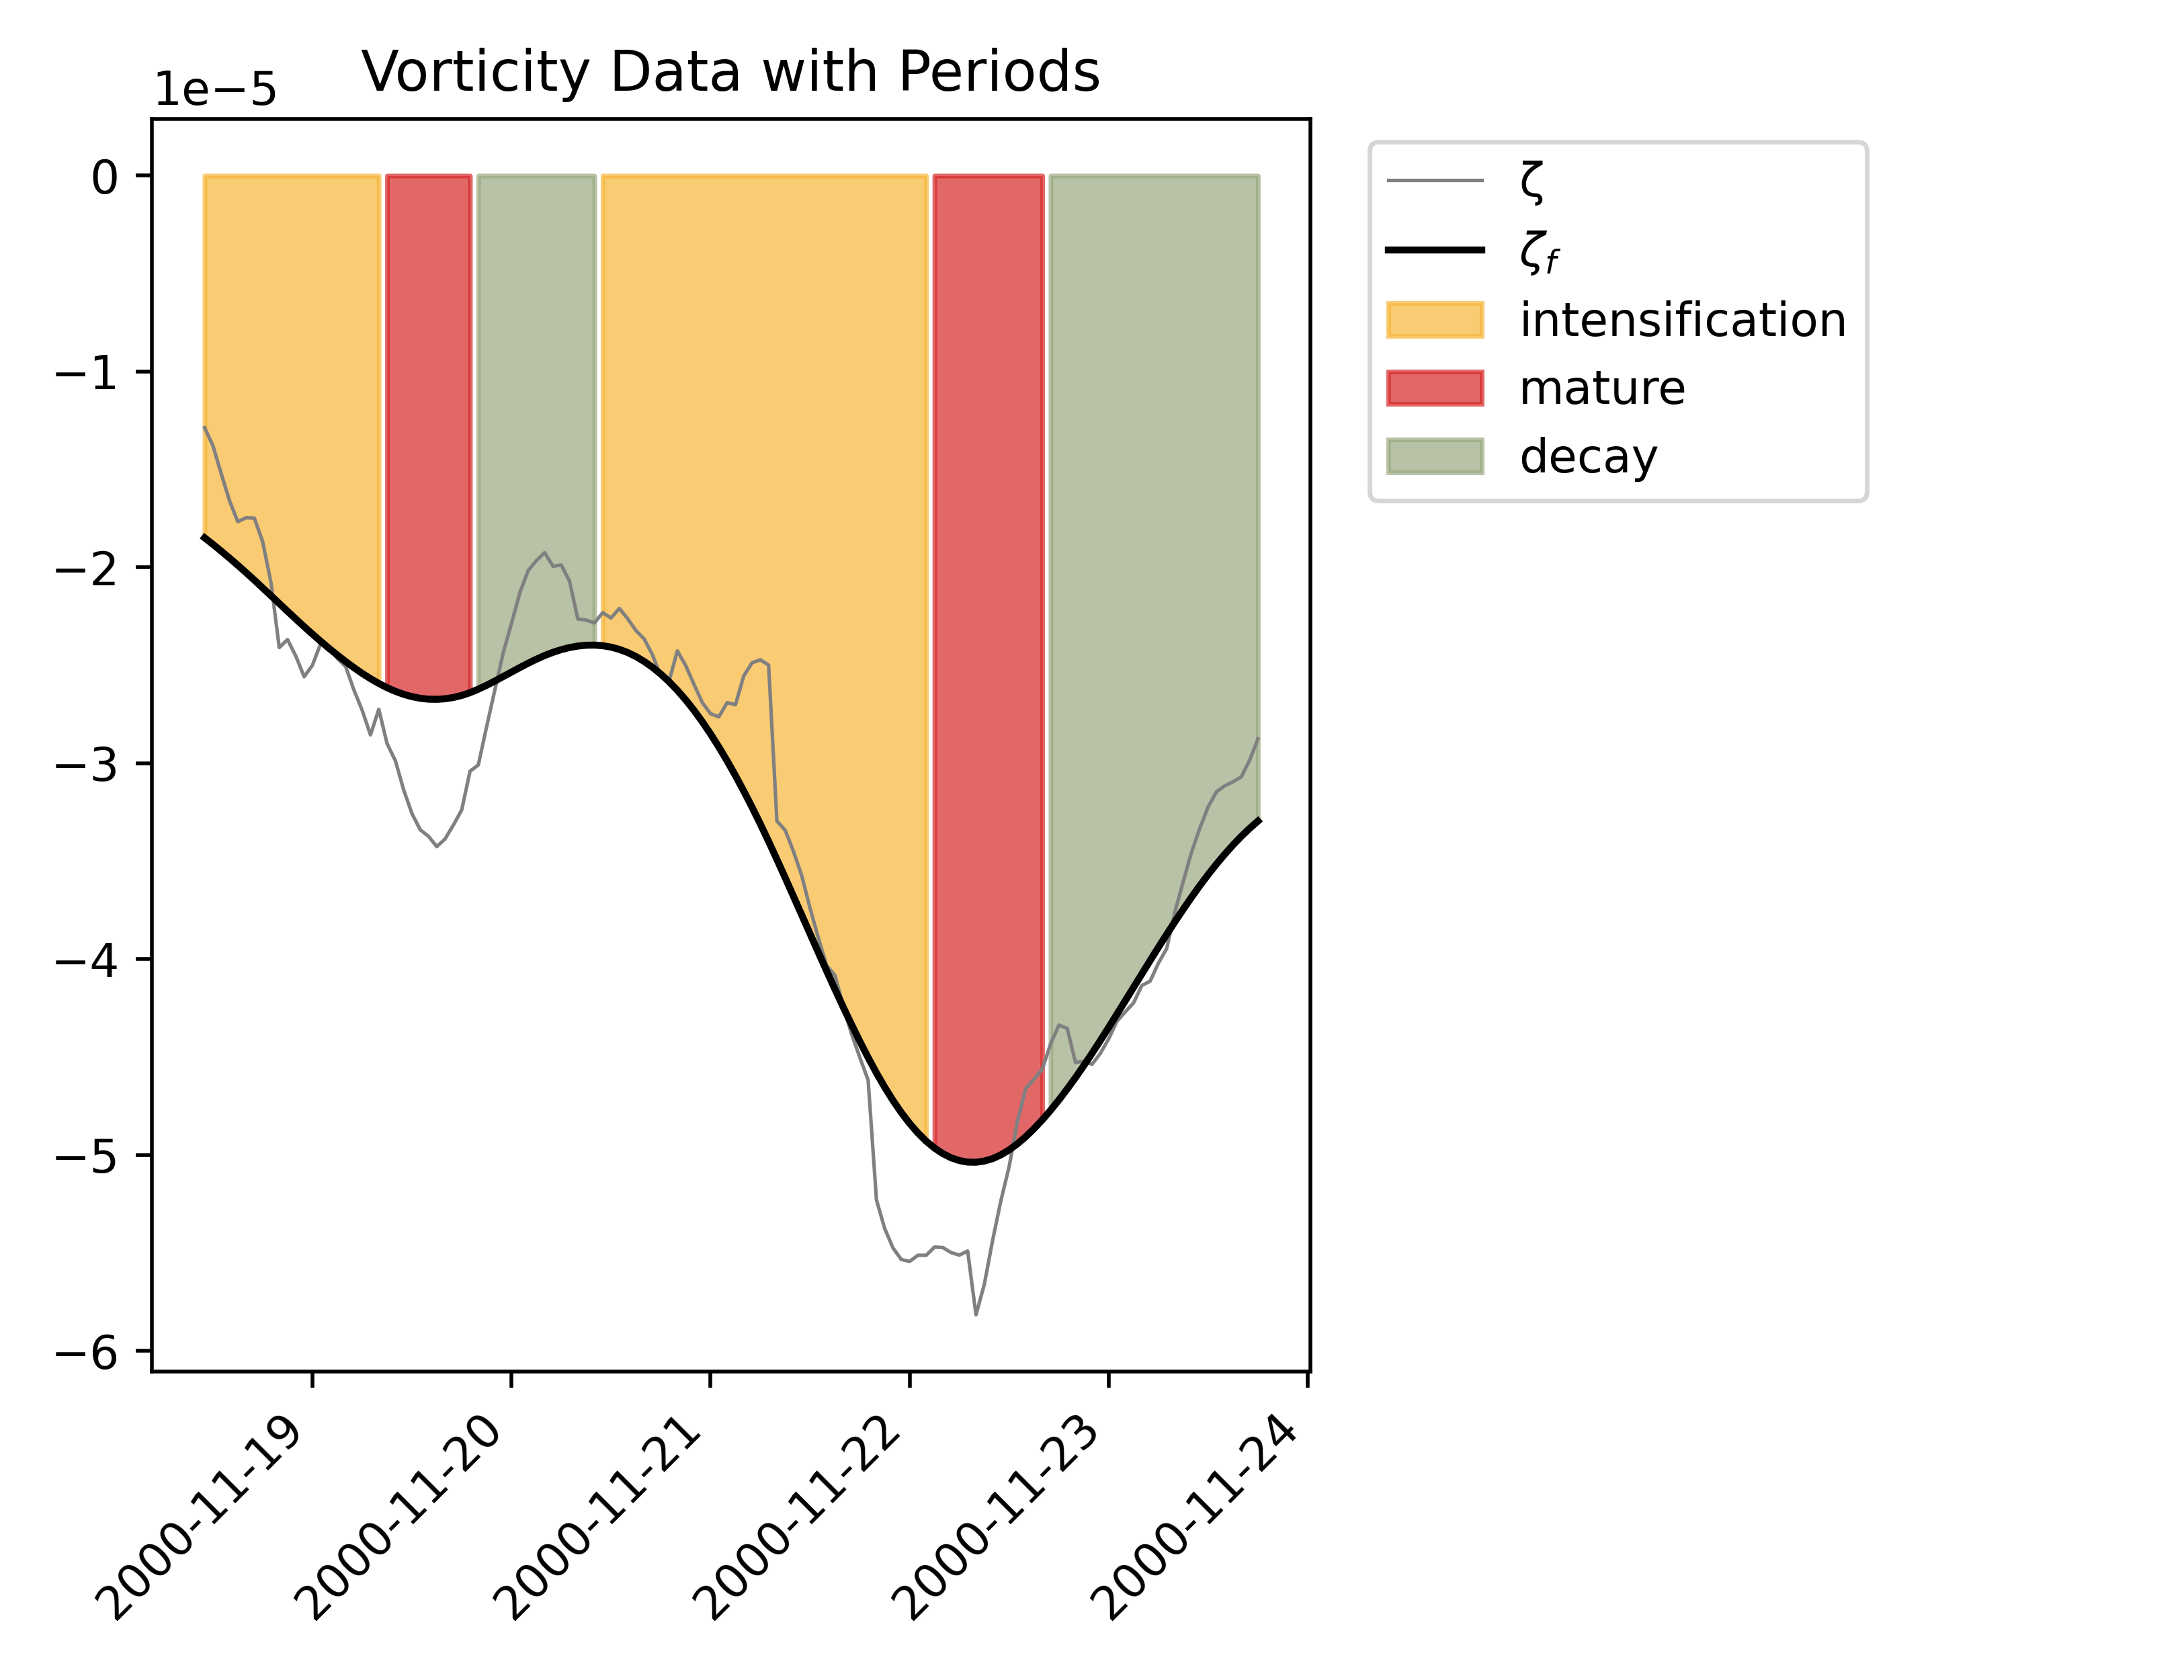 Vorticity Data with Periods
1e−5
0
−1
−2
−3
−4
−5
−6
2000-11-19
2000-11-20
2000-11-21
2000-11-22
2000-11-23
2000-11-24
ζ
ζf
intensification
mature
decay